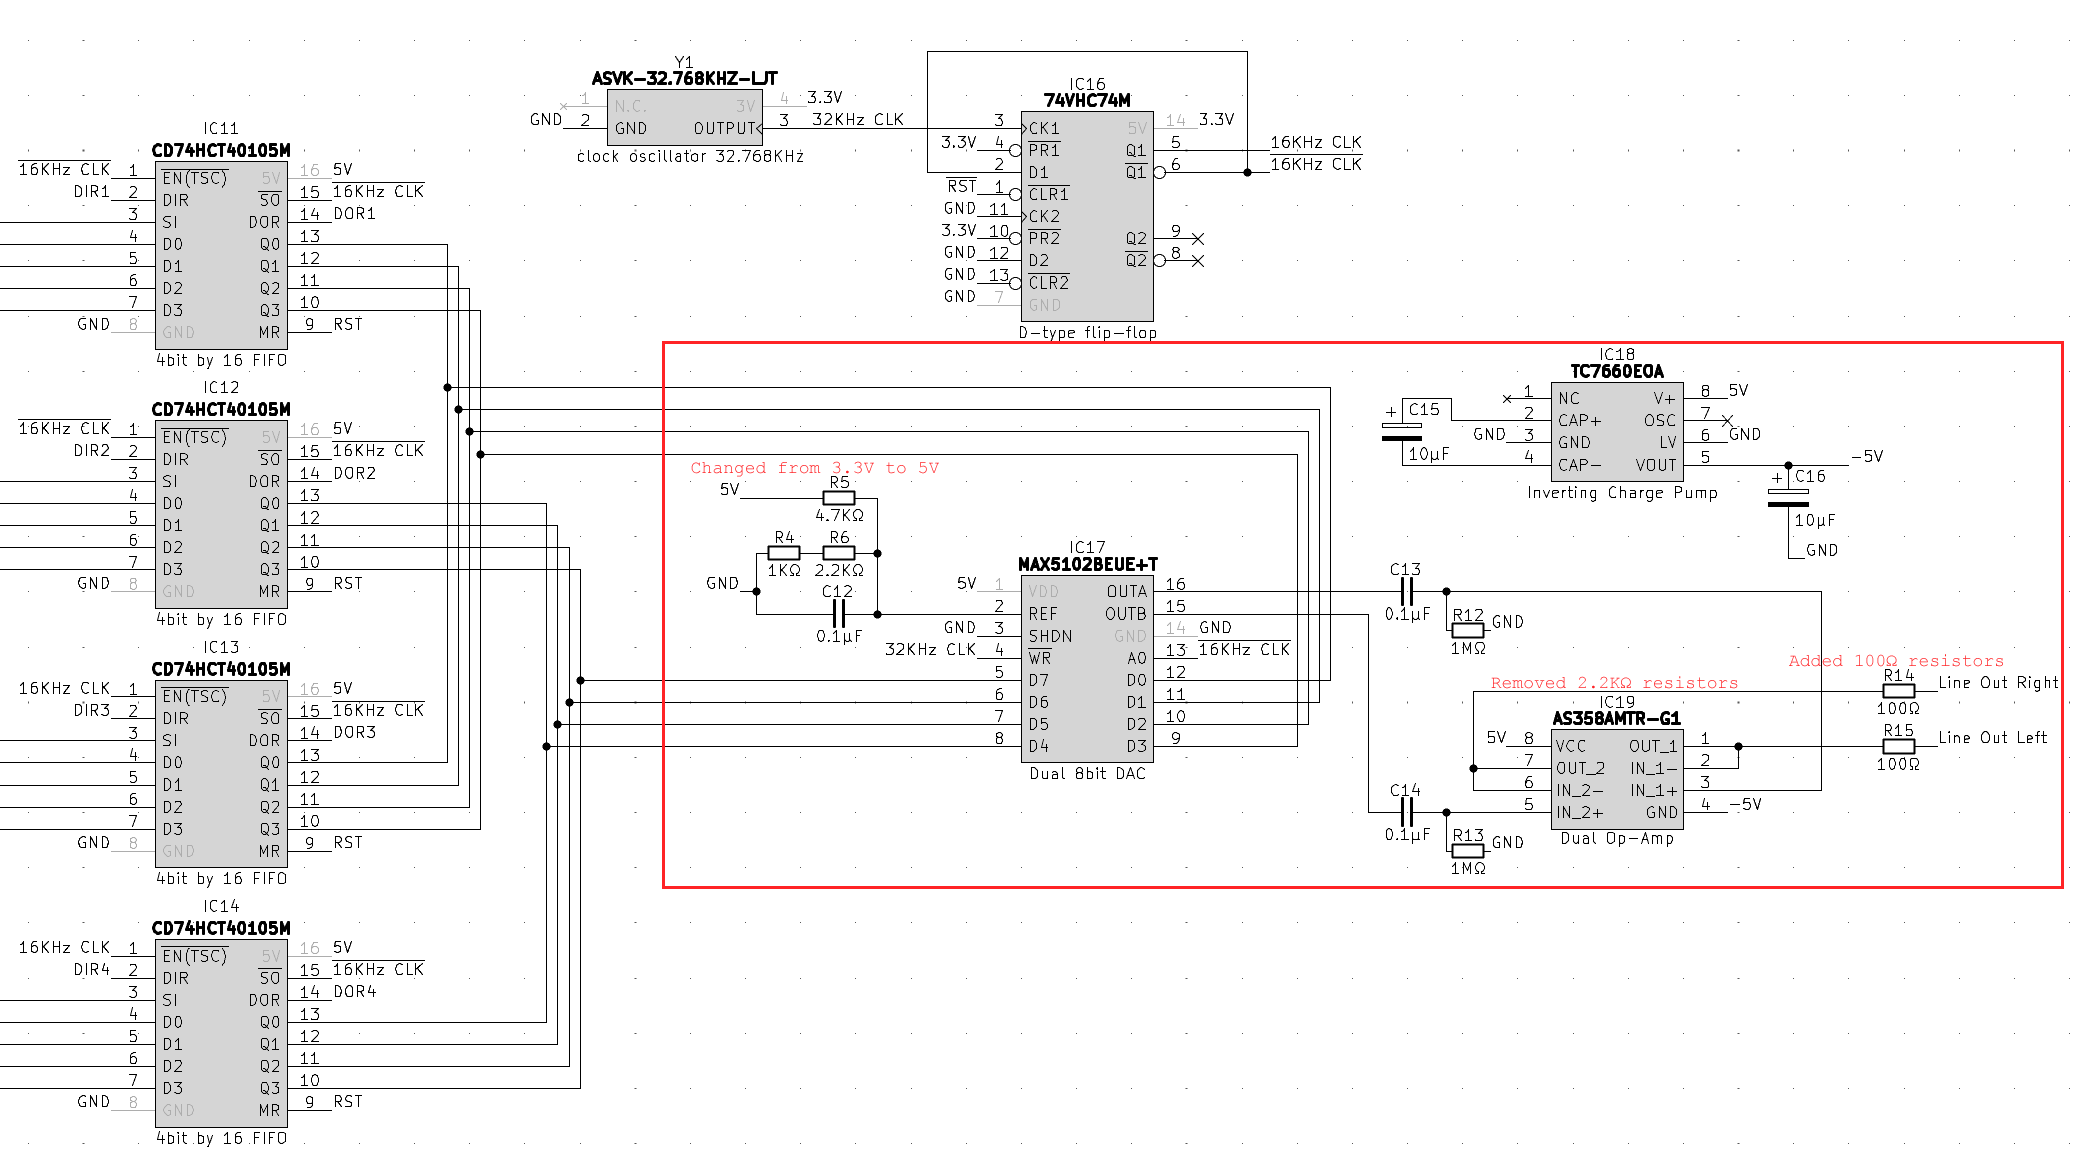 Y1
ASVK-32.768KHZ-LJT
1 N.C. 3V 4 3.3V
GND 2 GND OUTPUT 3 32KHz CLK
clock oscillator 32.768KHz
IC16
74VHC74M
3 CK1 5V 14 3.3V
3.3V 4 PR1 Q1 5 16KHz CLK
2 D1 Q1 6 16KHz CLK
RST 1 CLR1
GND 11 CK2
3.3V 10 PR2 Q2 9
GND 12 D2 Q2 8
GND 13 CLR2
GND 7 GND
D-type flip-flop
IC11
CD74HCT40105M
16KHz CLK 1 EN(TSC) 5V 16 5V
DIR1 2 DIR SO 15 16KHz CLK
3 SI DOR 14 DOR1
4 D0 Q0 13
5 D1 Q1 12
6 D2 Q2 11
7 D3 Q3 10
GND 8 GND MR 9 RST
4bit by 16 FIFO
IC12
CD74HCT40105M
16KHz CLK 1 EN(TSC) 5V 16 5V
DIR2 2 DIR SO 15 16KHz CLK
3 SI DOR 14 DOR2
4 D0 Q0 13
5 D1 Q1 12
6 D2 Q2 11
7 D3 Q3 10
GND 8 GND MR 9 RST
4bit by 16 FIFO
IC13
CD74HCT40105M
16KHz CLK 1 EN(TSC) 5V 16 5V
DIR3 2 DIR SO 15 16KHz CLK
3 SI DOR 14 DOR3
4 D0 Q0 13
5 D1 Q1 12
6 D2 Q2 11
7 D3 Q3 10
GND 8 GND MR 9 RST
4bit by 16 FIFO
IC14
CD74HCT40105M
16KHz CLK 1 EN(TSC) 5V 16 5V
DIR4 2 DIR SO 15 16KHz CLK
3 SI DOR 14 DOR4
4 D0 Q0 13
5 D1 Q1 12
6 D2 Q2 11
7 D3 Q3 10
GND 8 GND MR 9 RST
4bit by 16 FIFO
Changed from 3.3V to 5V
5V R5
4.7KΩ
R4 R6
1KΩ 2.2KΩ
GND C12
0.1µF
IC17
MAX5102BEUE+T
5V 1 VDD OUTA 16
2 REF OUTB 15
GND 3 SHDN GND 14 GND
32KHz CLK 4 WR A0 13 16KHz CLK
5 D7 D0 12
6 D6 D1 11
7 D5 D2 10
8 D4 D3 9
Dual 8bit DAC
IC18
TC7660EOA
1 NC V+ 8 5V
2 CAP+ OSC 7
GND 3 GND LV 6 GND
4 CAP- VOUT 5 -5V
Inverting Charge Pump
+ C15
10µF
+ C16
10µF
GND
C13
0.1µF
R12 GND
1MΩ
Added 100Ω resistors
Removed 2.2KΩ resistors
R14 Line Out Right
100Ω
R15 Line Out Left
100Ω
IC19
AS358AMTR-G1
5V 8 VCC OUT_1 1
7 OUT_2 IN_1- 2
6 IN_2- IN_1+ 3
5 IN_2+ GND 4 -5V
Dual Op-Amp
C14
0.1µF
R13 GND
1MΩ